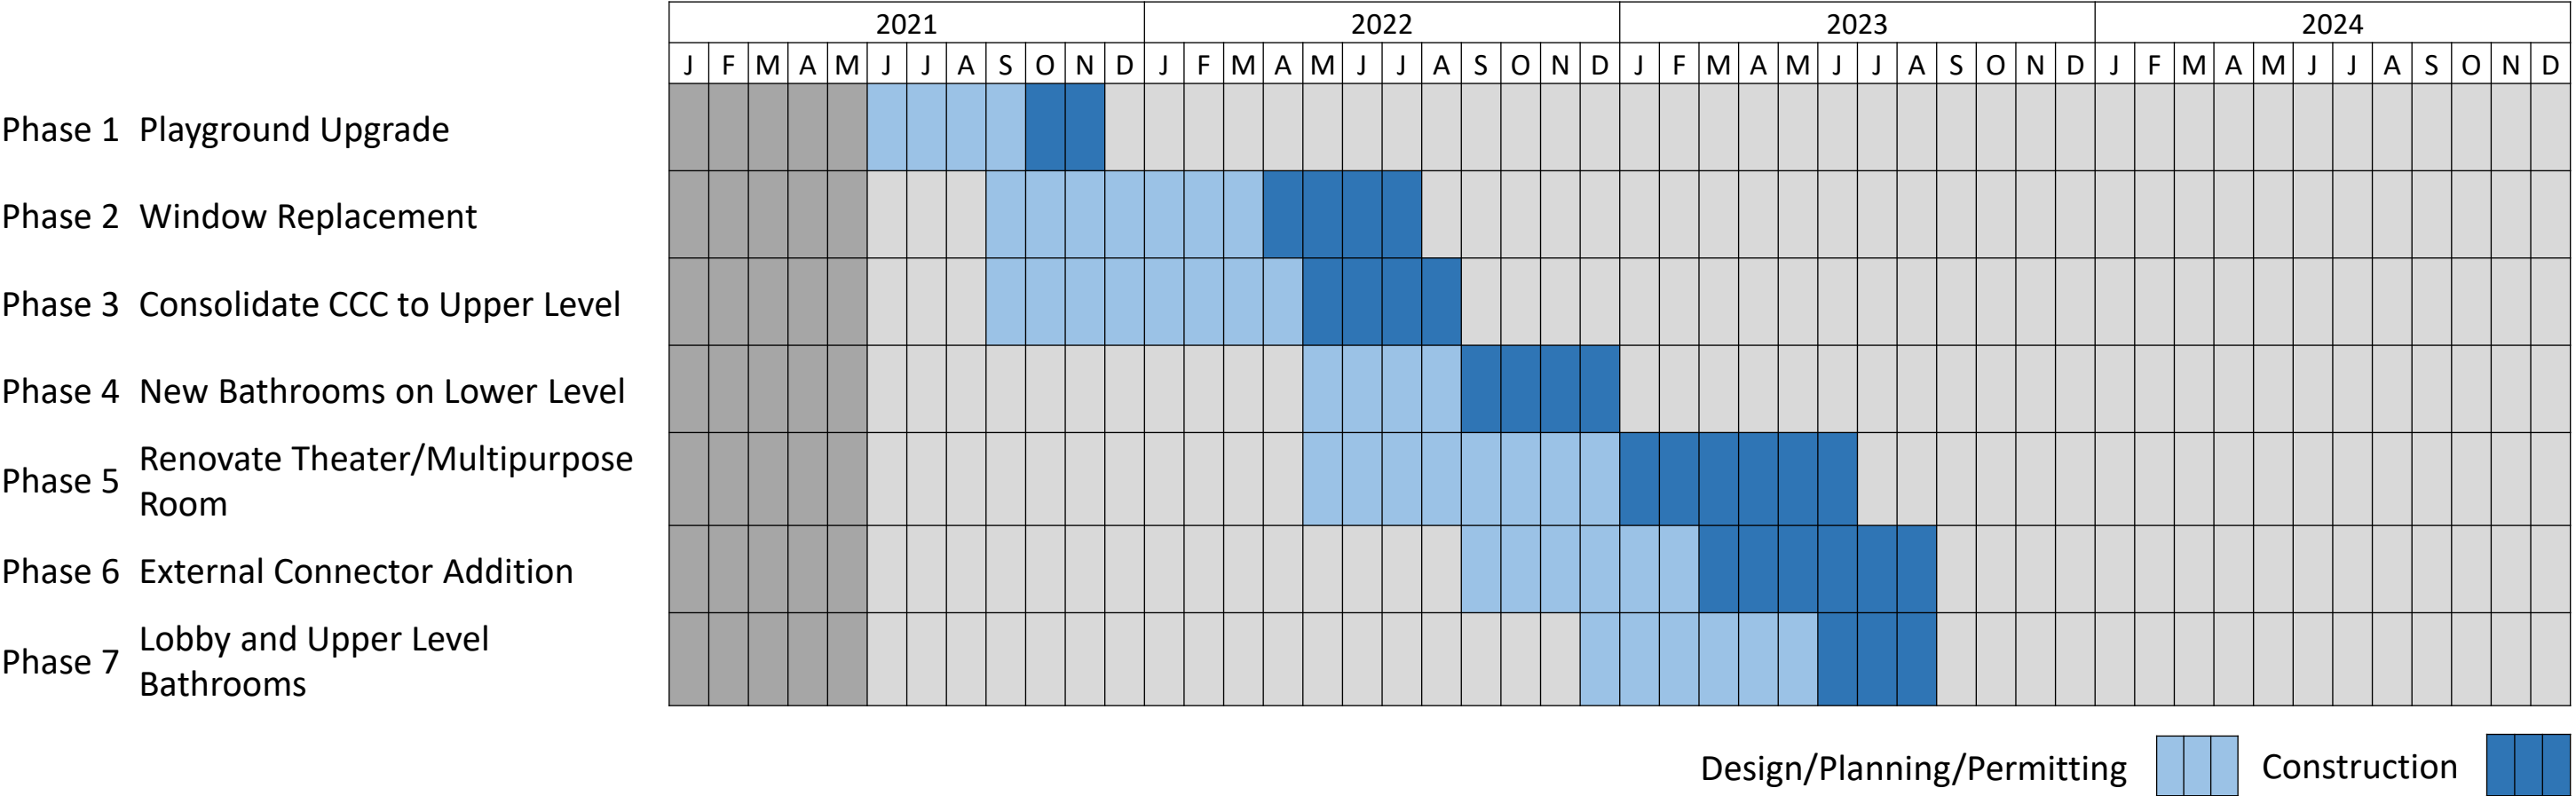 2021 2022 2023 2024
J F M A M J J A S O N D J F M A M J J A S O N D J F M A M J J A S O N D J F M A M J J A S O N D
Phase 1 Playground Upgrade
Phase 2 Window Replacement
Phase 3 Consolidate CCC to Upper Level
Phase 4 New Bathrooms on Lower Level
Phase 5 Renovate Theater/Multipurpose
Room
Phase 6 External Connector Addition
Phase 7 Lobby and Upper Level
Bathrooms
Design/Planning/Permitting Construction